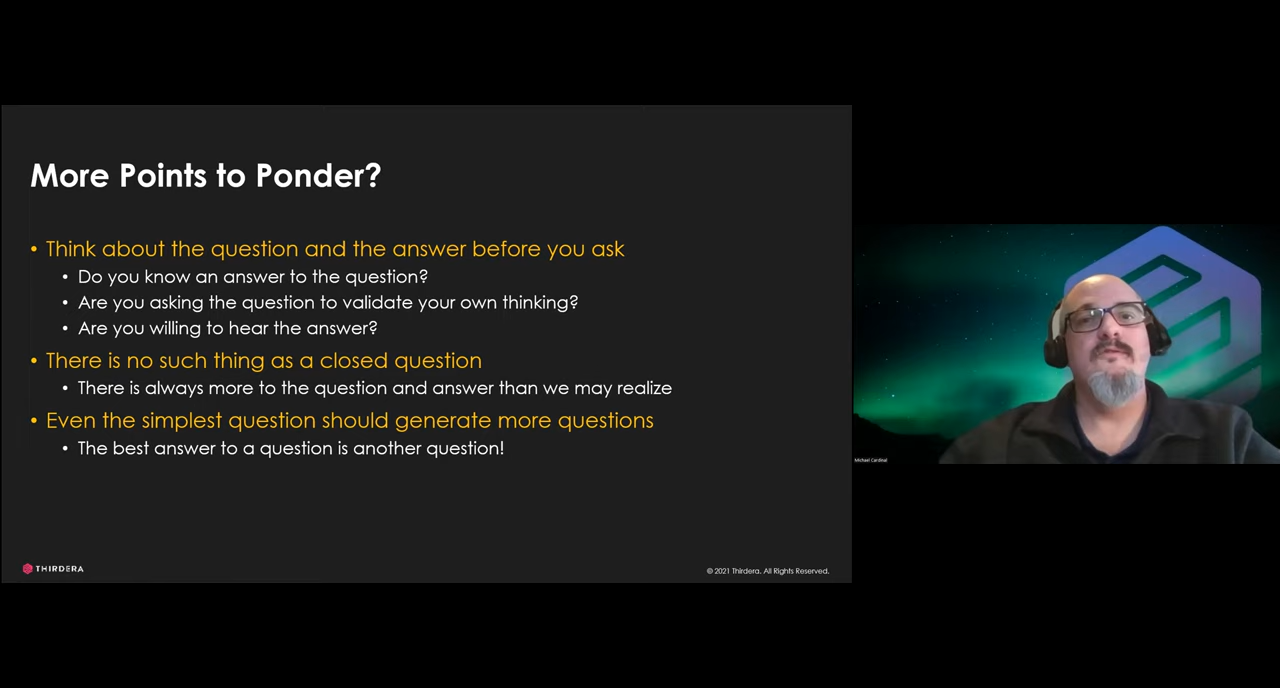 More Points to Ponder?
• Think about the question and the answer before you ask
• Do you know an answer to the question?
• Are you asking the question to validate your own thinking?
• Are you willing to hear the answer?
• There is no such thing as a closed question
• There is always more to the question and answer than we may realize
• Even the simplest question should generate more questions
• The best answer to a question is another question!
THIRDERA
© 2021 Thirdera. All Rights Reserved.
Michael Cardinal